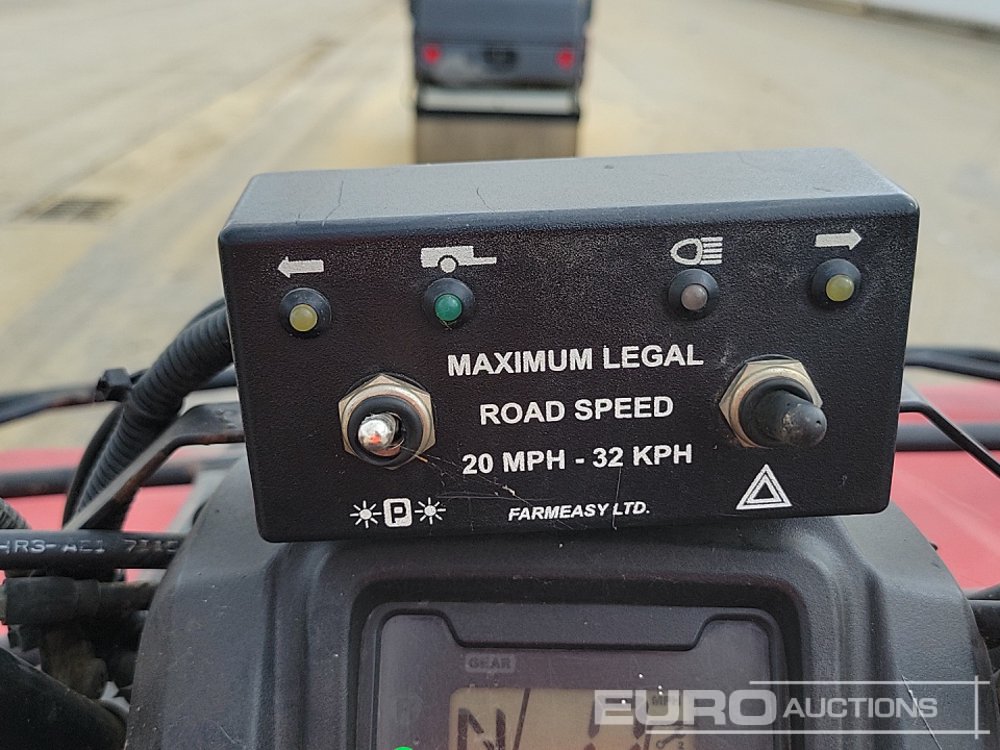 MAXIMUM LEGAL
ROAD SPEED
20 MPH - 32 KPH
P
FARMEASY LTD.
GEAR
N
EURO AUCTIONS